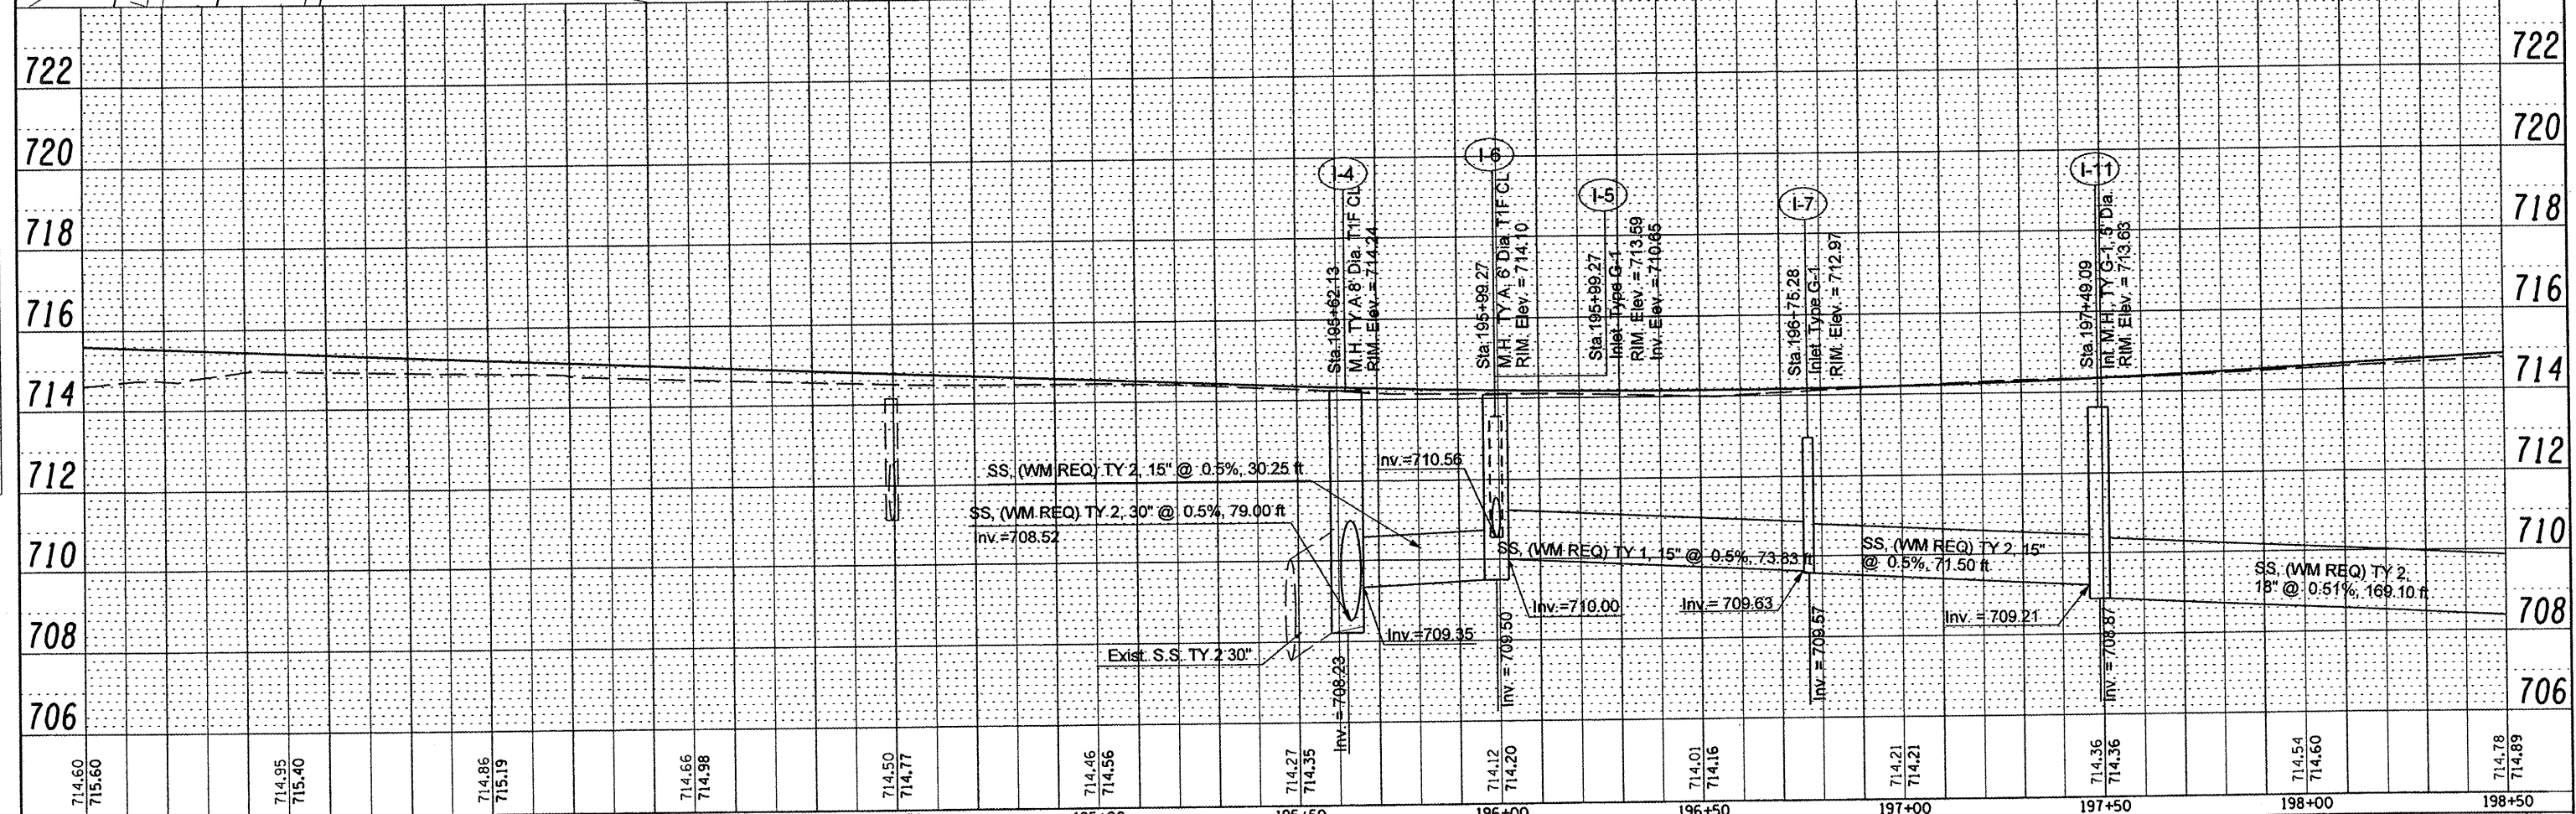 722
720
718
716
714
712
710
708
706
722
720
718
716
714
712
710
708
706
I-4
Sta.195+62.13
M.H. TY A 8' Dia. T1F CL
RIM. Elev. = 714.24
I-6
Sta.195+99.27
M.H. TY A, 6' Dia. T1F CL
RIM. Elev. = 714.10
I-5
Sta.195+99.27
Inlet Type G-1
RIM. Elev. = 713.59
Inv. Elev. = 710.65
I-7
Sta.196+75.28
Inlet Type G-1
RIM. Elev. = 712.97
I-11
Sta.197+49.09
Int. M.H. TY G-1, 5' Dia.
RIM. Elev. = 713.63
SS, (WM REQ) TY 2, 15" @ 0.5%, 30.25 ft
SS, (WM REQ) TY 2, 30" @ 0.5%, 79.00 ft
Inv.=708.52
Inv.=710.56
Exist. S.S. TY 2 30"
Inv. = 708.23
Inv.=709.35
Inv. = 709.50
SS, (WM REQ) TY 1, 15" @ 0.5%, 73.83 ft
Inv.=710.00
Inv.= 709.63
Inv. = 709.57
SS, (WM REQ) TY 2, 15"
@ 0.5%, 71.50 ft
Inv. = 709.21
Inv. = 708.87
SS, (WM REQ) TY 2,
18" @ 0.51%, 169.10 ft
714.60
715.60
714.95
715.40
714.86
715.19
714.66
714.98
714.50
714.77
714.46
714.56
714.27
714.35
714.12
714.20
714.01
714.16
714.21
714.21
714.36
714.36
714.54
714.60
714.78
714.89
195+50
196+00
196+50
197+00
197+50
198+00
198+50